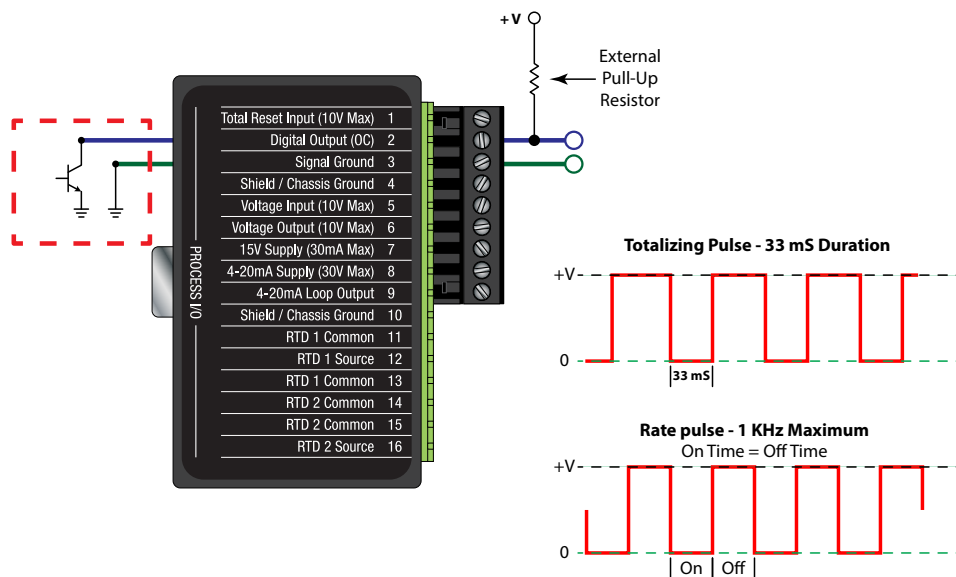 +V
External
Pull-Up
Resistor
Total Reset Input (10V Max) 1
Digital Output (OC) 2
Signal Ground 3
Shield / Chassis Ground 4
Voltage Input (10V Max) 5
Voltage Output (10V Max) 6
15V Supply (30mA Max) 7
4-20mA Supply (30V Max) 8
4-20mA Loop Output 9
Shield / Chassis Ground 10
RTD 1 Common 11
RTD 1 Source 12
RTD 1 Common 13
RTD 2 Common 14
RTD 2 Common 15
RTD 2 Source 16
PROCESS I/O
Totalizing Pulse - 33 mS Duration
+V
0
33 mS
Rate pulse - 1 KHz Maximum
On Time = Off Time
+V
0
On Off